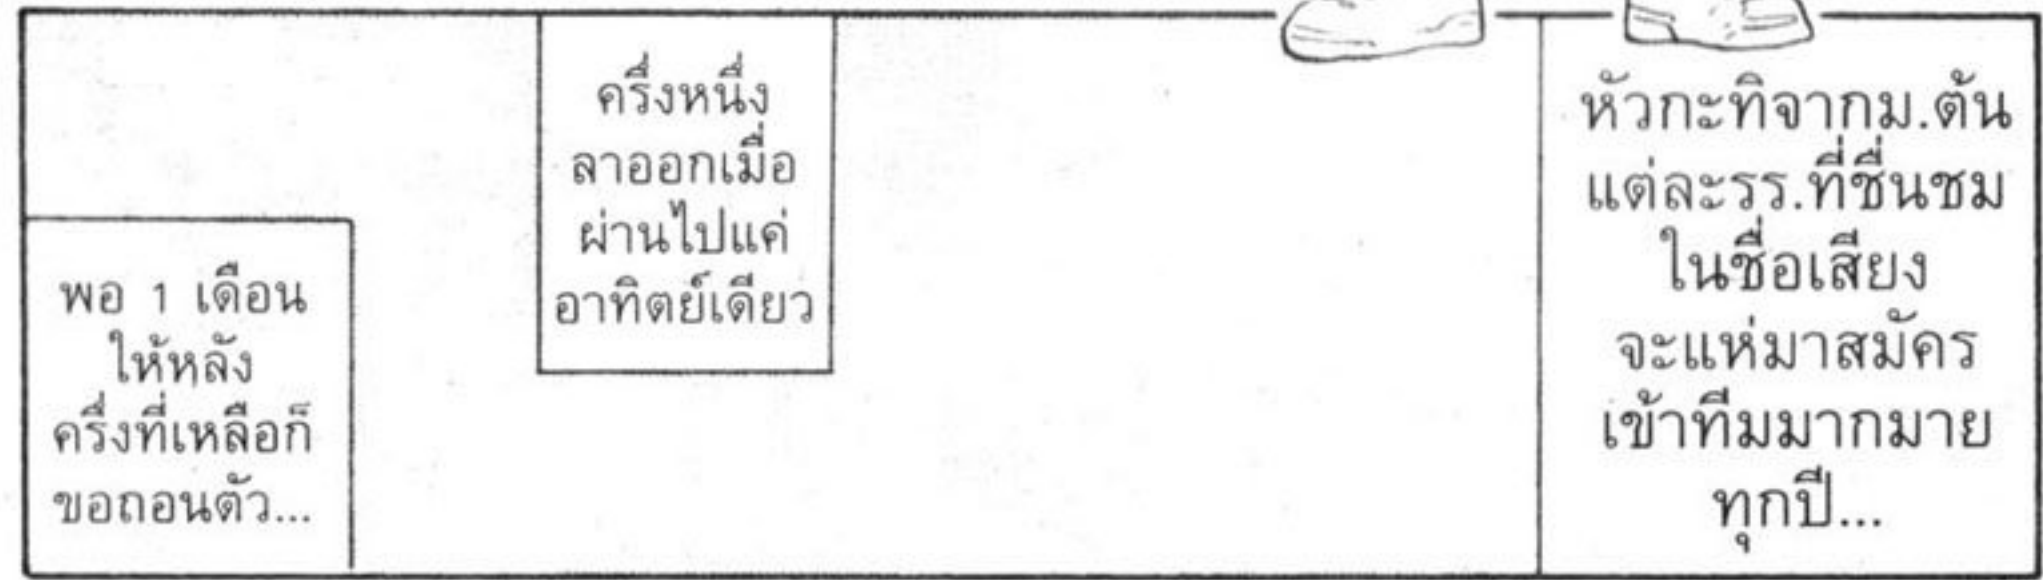 หัวกะทิจากม.ต้น
แต่ละรร.ที่ชื่นชม
ในชื่อเสียง
จะแห่มาสมัคร
เข้าทีมมากมาย
ทุกปี...
ครึ่งหนึ่ง
ลาออกเมื่อ
ผ่านไปแค่
อาทิตย์เดียว
พอ 1 เดือน
ให้หลัง
ครึ่งที่เหลือก็
ขอถอนตัว...